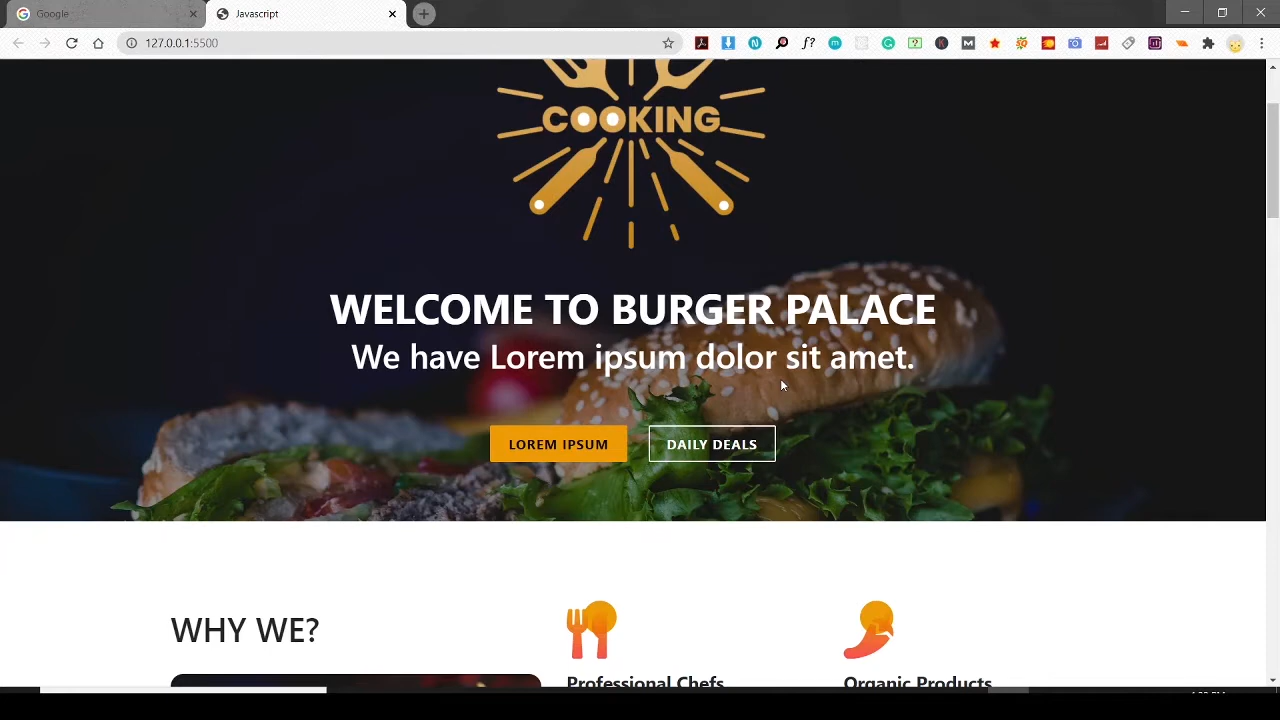 Google
Javascript
127.0.0.1:5500
COOKING
WELCOME TO BURGER PALACE
We have Lorem ipsum dolor sit amet.
LOREM IPSUM
DAILY DEALS
WHY WE?
Professional Chefs
Organic Products